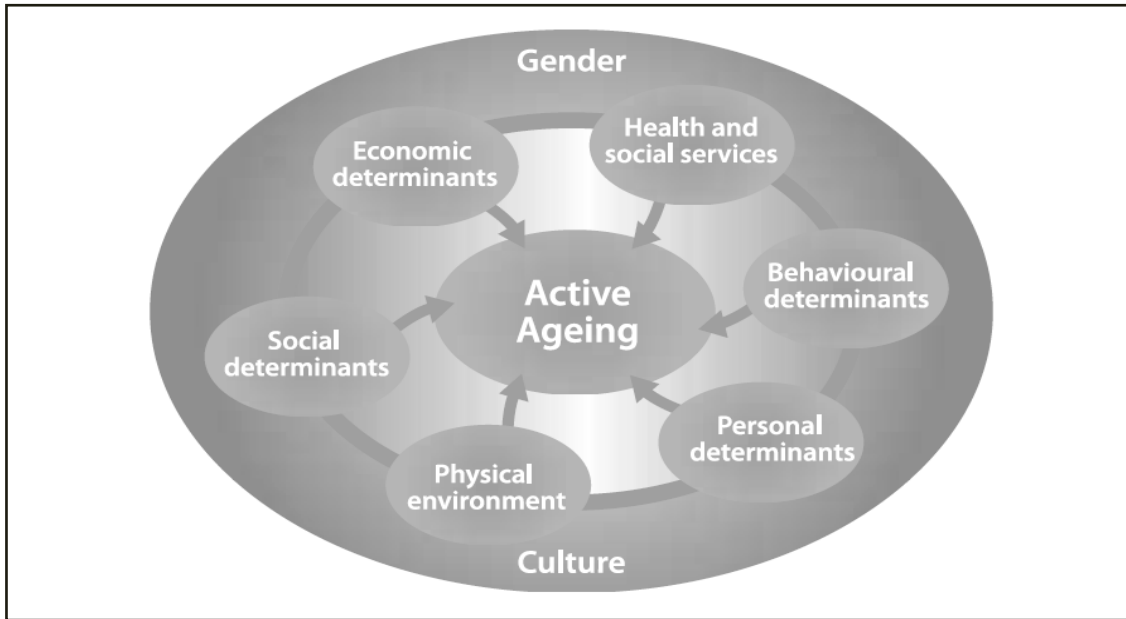 Gender
Economic
determinants
Health and
social services
Behavioural
determinants
Active
Ageing
Social
determinants
Personal
determinants
Physical
environment
Culture